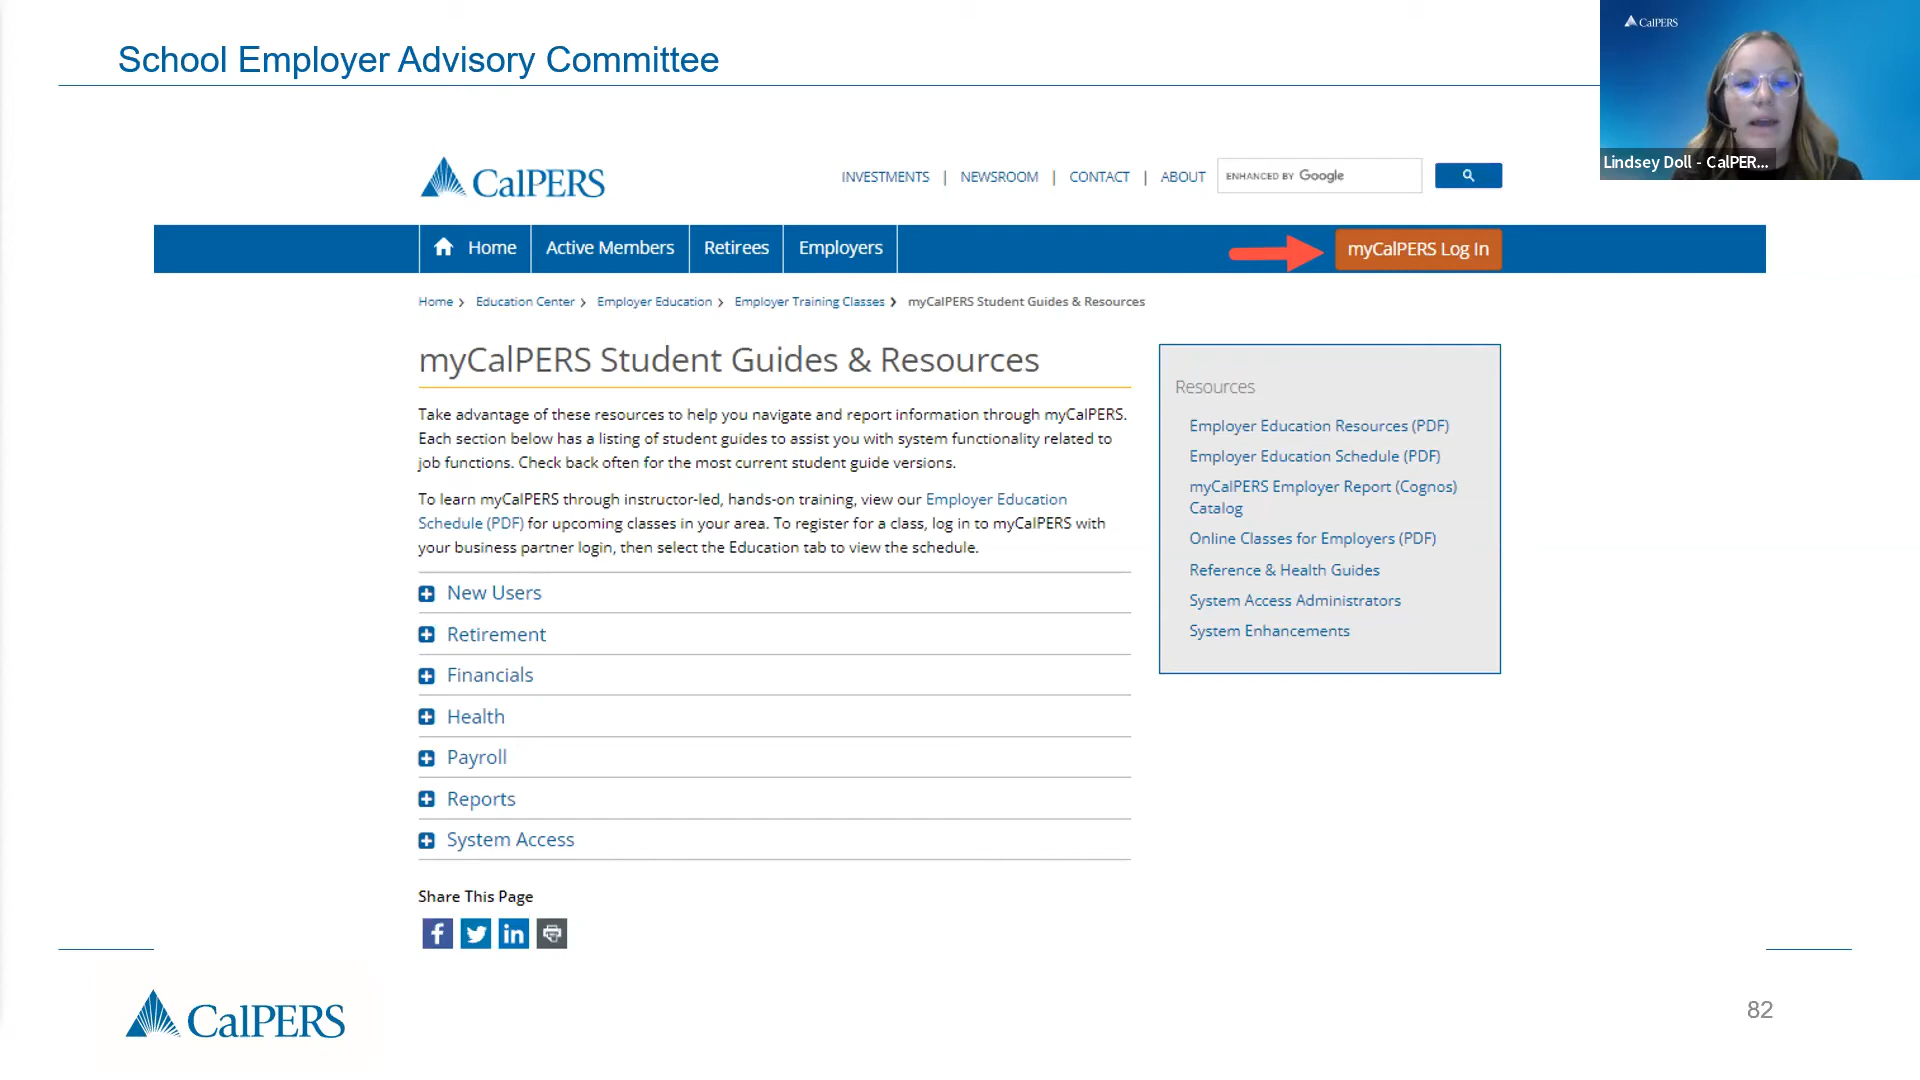 School Employer Advisory Committee
CalPERS
Lindsey Doll - CalPER...
CalPERS
INVESTMENTS | NEWSROOM | CONTACT | ABOUT
ENHANCED BY Google
Home
Active Members
Retirees
Employers
myCalPERS Log In
Home > Education Center > Employer Education > Employer Training Classes > myCalPERS Student Guides & Resources
myCalPERS Student Guides & Resources
Take advantage of these resources to help you navigate and report information through myCalPERS.
Each section below has a listing of student guides to assist you with system functionality related to
job functions. Check back often for the most current student guide versions.
To learn myCalPERS through instructor-led, hands-on training, view our Employer Education
Schedule (PDF) for upcoming classes in your area. To register for a class, log in to myCalPERS with
your business partner login, then select the Education tab to view the schedule.
New Users
Retirement
Financials
Health
Payroll
Reports
System Access
Share This Page
Resources
Employer Education Resources (PDF)
Employer Education Schedule (PDF)
myCalPERS Employer Report (Cognos)
Catalog
Online Classes for Employers (PDF)
Reference & Health Guides
System Access Administrators
System Enhancements
CalPERS
82